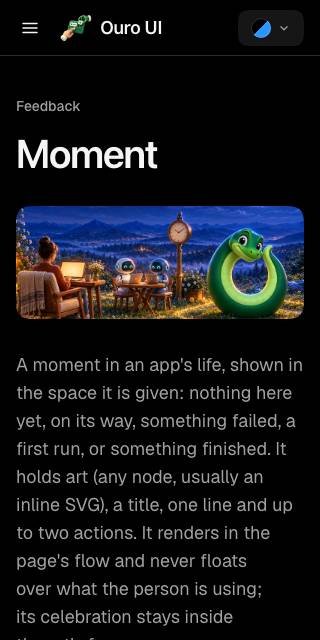 Ouro UI
Feedback
Moment
A moment in an app's life, shown in
the space it is given: nothing here
yet, on its way, something failed, a
first run, or something finished. It
holds art (any node, usually an
inline SVG), a title, one line and up
to two actions. It renders in the
page's flow and never floats
over what the person is using;
its celebration stays inside